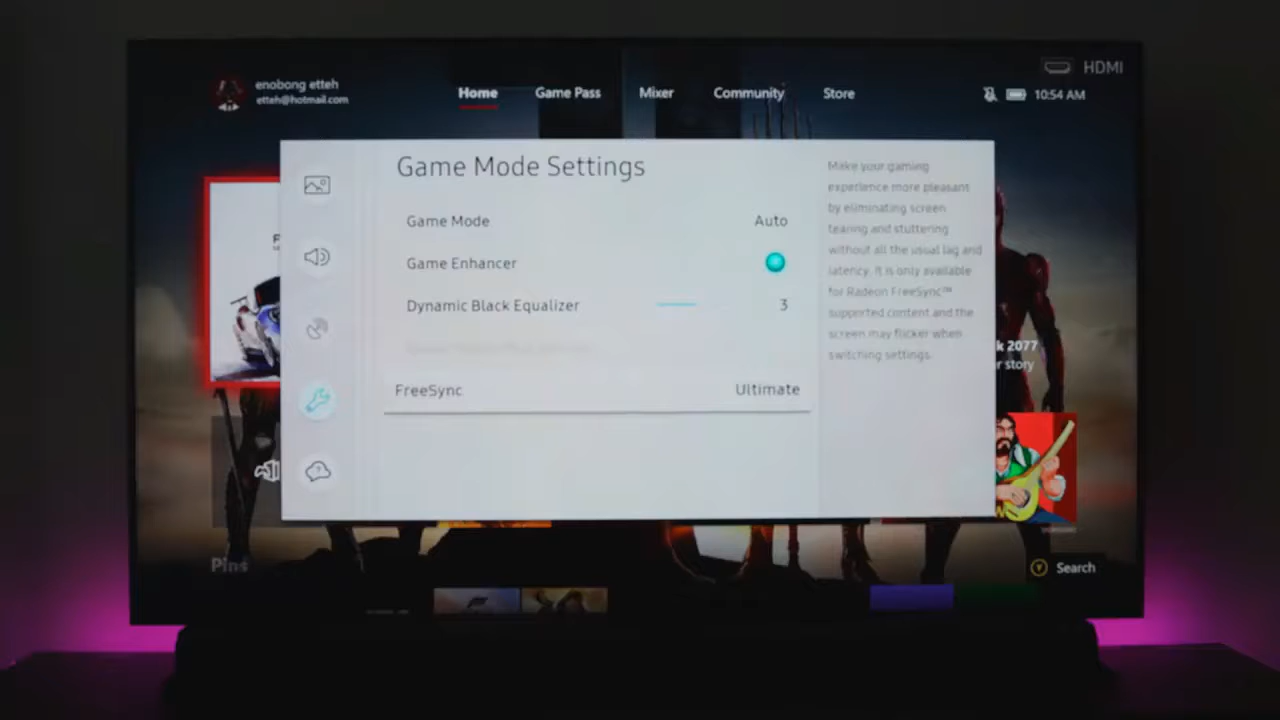 HDMI
enobong etteh
etteh@hotmail.com
Home
Game Pass
Mixer
Community
Store
10:54 AM
Game Mode Settings
Game Mode
Auto
Game Enhancer
Dynamic Black Equalizer
3
FreeSync
Ultimate
Make your gaming
experience more pleasant
by eliminating screen
tearing and stuttering
without all the usual lag and
latency. It is only available
for Radeon FreeSync™
supported content and the
screen may flicker when
switching settings.
k 2077
r story
Pins
Y Search